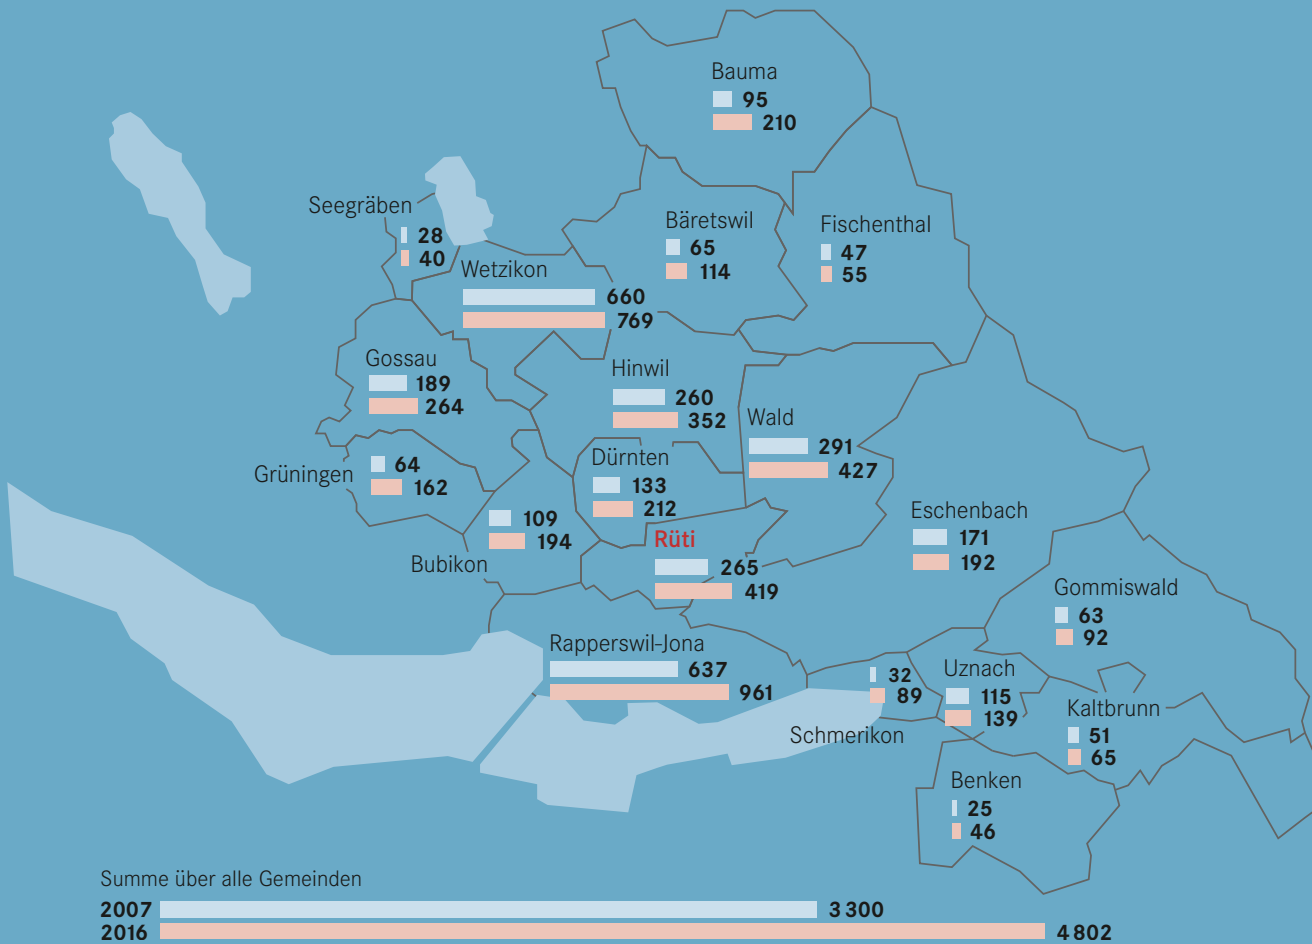 Bauma
95
210
Seegräben
28
40
Bäretswil
65
114
Fischenthal
47
55
Wetzikon
660
769
Gossau
189
264
Hinwil
260
352
Wald
291
427
Grüningen
64
162
Dürnten
133
212
Bubikon
109
194
Rüti
265
419
Eschenbach
171
192
Gommiswald
63
92
Rapperswil-Jona
637
961
Schmerikon
32
89
Uznach
115
139
Kaltbrunn
51
65
Benken
25
46
Summe über alle Gemeinden
2007 3 300
2016 4 802